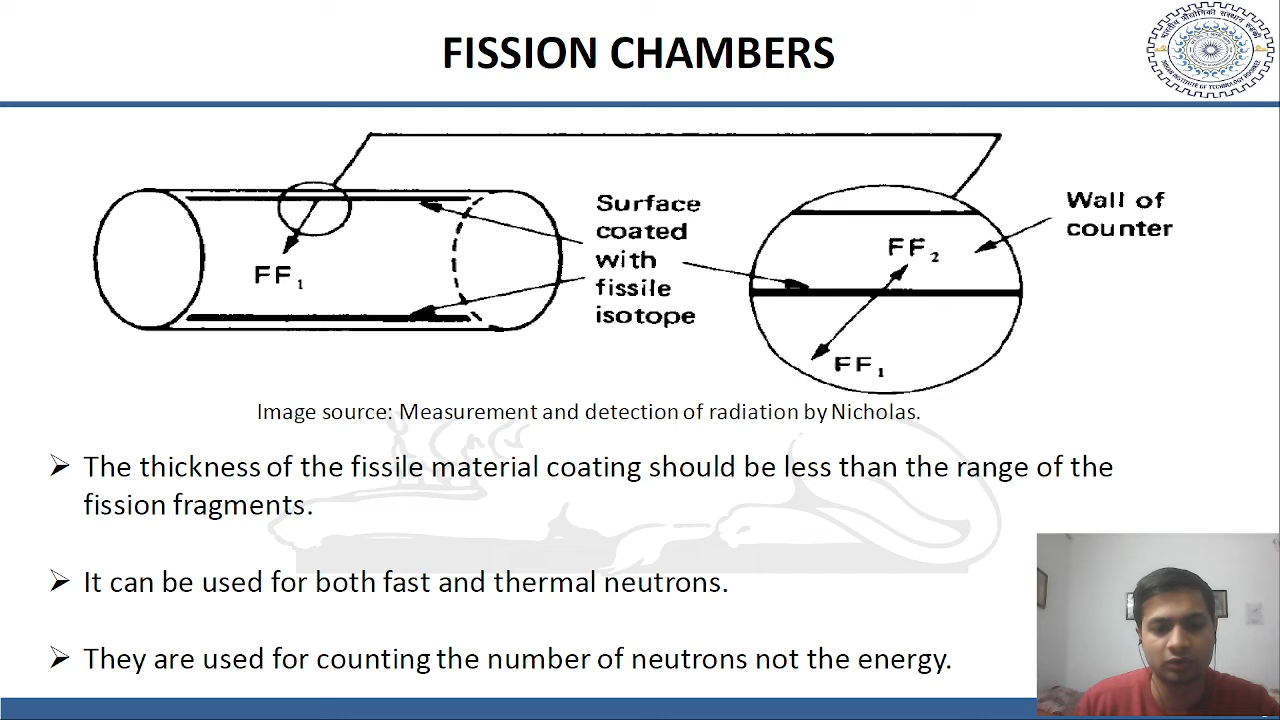 FISSION CHAMBERS
Surface
coated
with
fissile
isotope
Wall of
counter
FF₁
FF₂
FF₁
Image source: Measurement and detection of radiation by Nicholas.
➢ The thickness of the fissile material coating should be less than the range of the
fission fragments.
➢ It can be used for both fast and thermal neutrons.
➢ They are used for counting the number of neutrons not the energy.